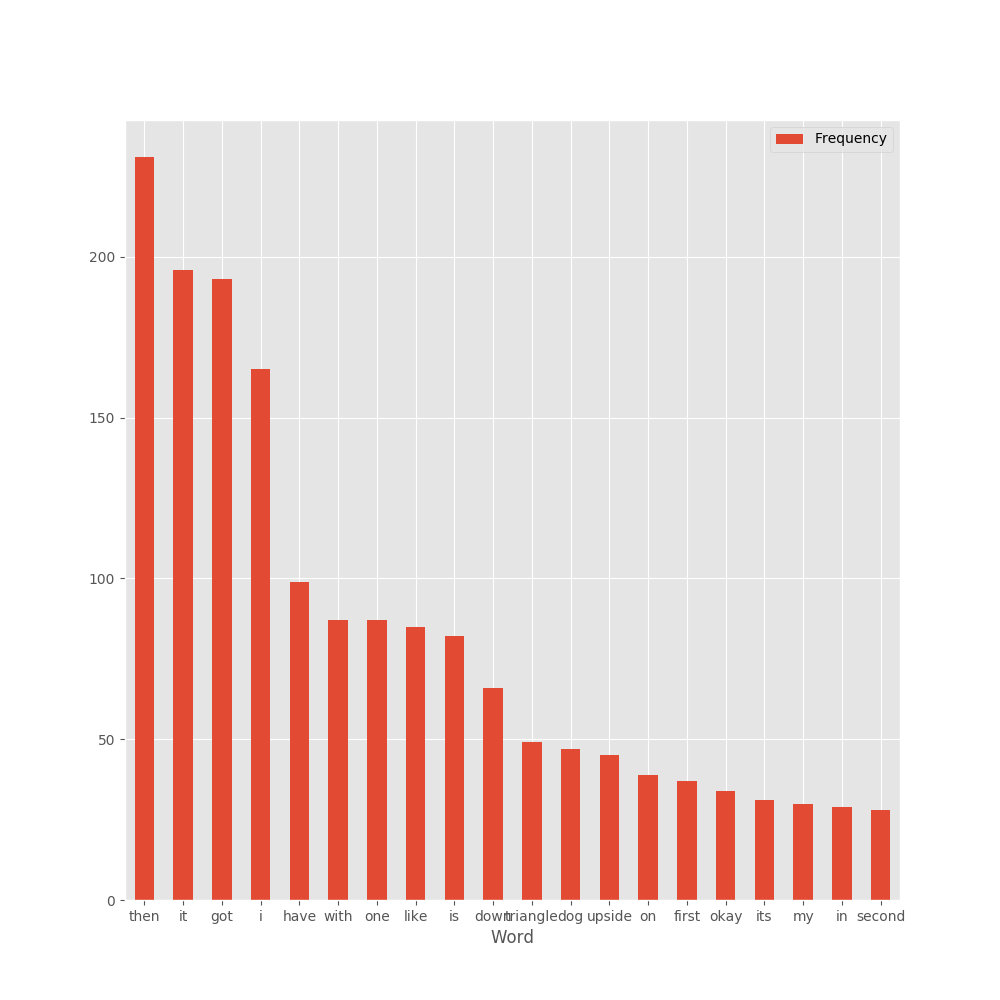 Frequency
200
150
100
50
0
then it got i have with one like is down triangle dog upside on first okay its my in second
Word